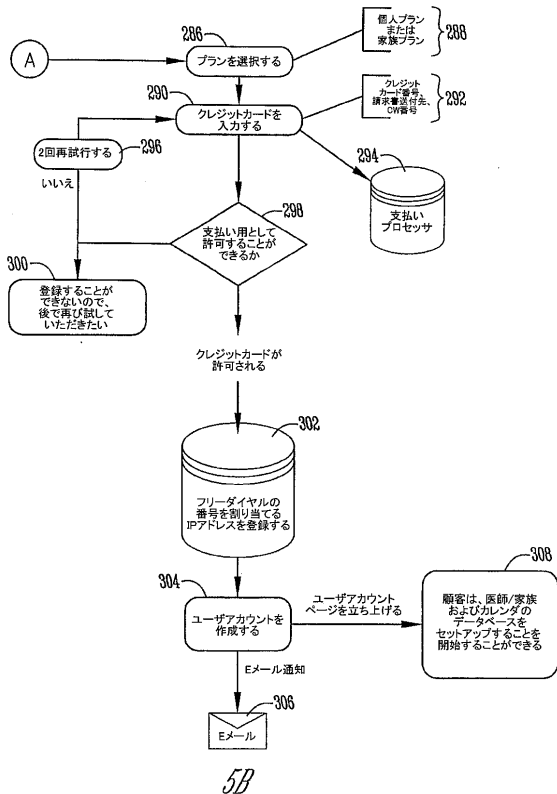 286
個人プラン
または
家族プラン
288
A
プランを選択する
290
クレジットカードを
入力する
クレジット
カード番号、
請求書送付先、
CW番号
292
2回再試行する
296
294
支払い
プロセッサ
いいえ
298
支払い用として
許可することが
できるか
300
登録することが
できないので、
後で再び試して
いただきたい
クレジットカードが
許可される
302
フリーダイヤルの
番号を割り当てる
IPアドレスを登録する
304
ユーザアカウントを
作成する
ユーザアカウント
ページを立ち上げる
308
顧客は、医師/家族
およびカレンダの
データベースを
セットアップすることを
開始することができる
Eメール通知
306
Eメール
5B